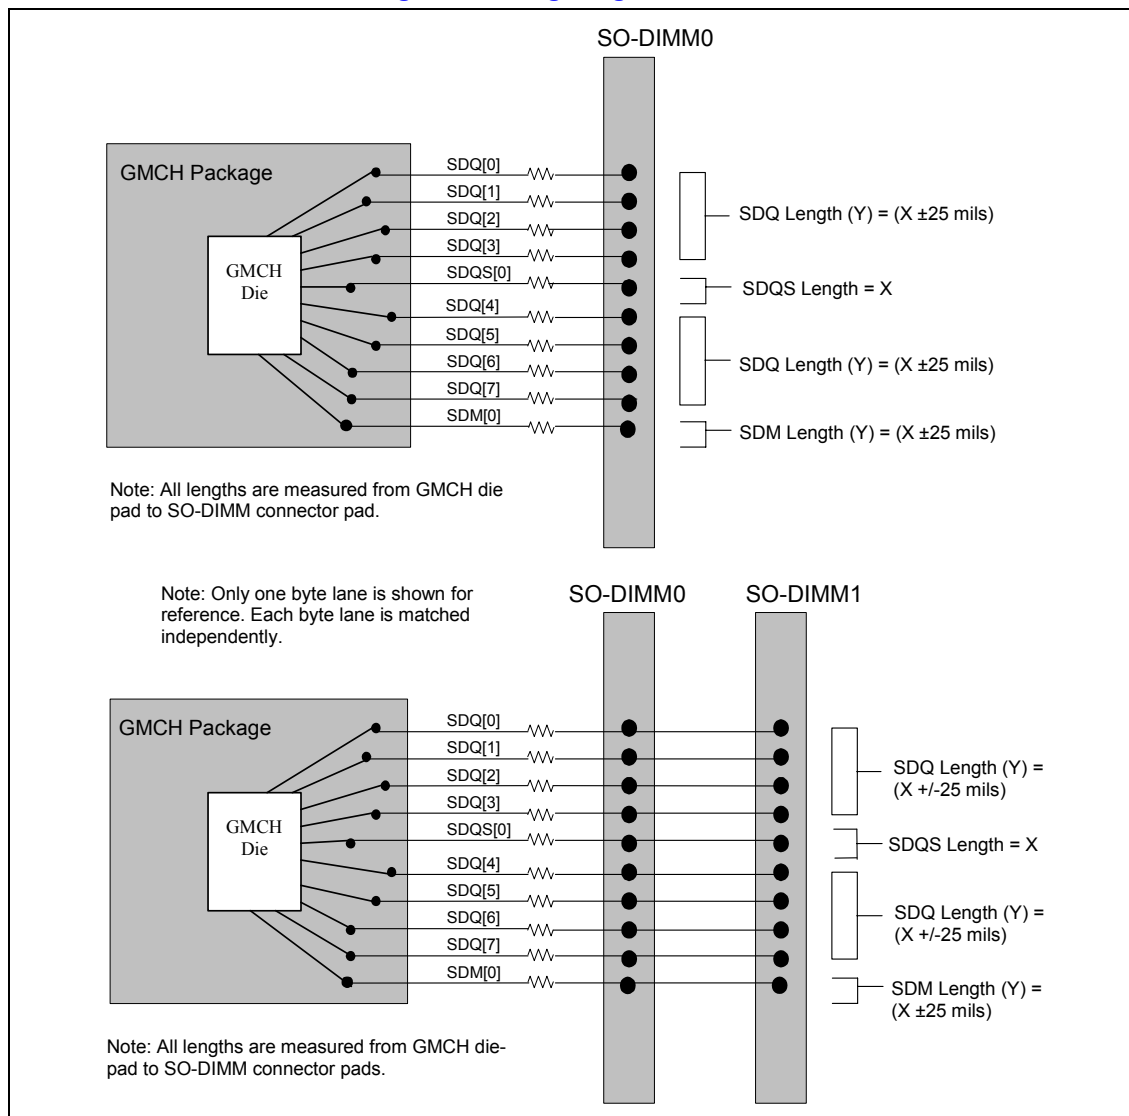 SO-DIMM0
GMCH Package
GMCH
Die
SDQ[0]
SDQ[1]
SDQ[2]
SDQ[3]
SDQS[0]
SDQ[4]
SDQ[5]
SDQ[6]
SDQ[7]
SDM[0]
SDQ Length (Y) = (X ±25 mils)
SDQS Length = X
SDQ Length (Y) = (X ±25 mils)
SDM Length (Y) = (X ±25 mils)
Note: All lengths are measured from GMCH die
pad to SO-DIMM connector pad.
Note: Only one byte lane is shown for
reference. Each byte lane is matched
independently.
SO-DIMM0
SO-DIMM1
GMCH Package
GMCH
Die
SDQ[0]
SDQ[1]
SDQ[2]
SDQ[3]
SDQS[0]
SDQ[4]
SDQ[5]
SDQ[6]
SDQ[7]
SDM[0]
SDQ Length (Y) =
(X +/-25 mils)
SDQS Length = X
SDQ Length (Y) =
(X +/-25 mils)
SDM Length (Y) =
(X ±25 mils)
Note: All lengths are measured from GMCH die-
pad to SO-DIMM connector pads.